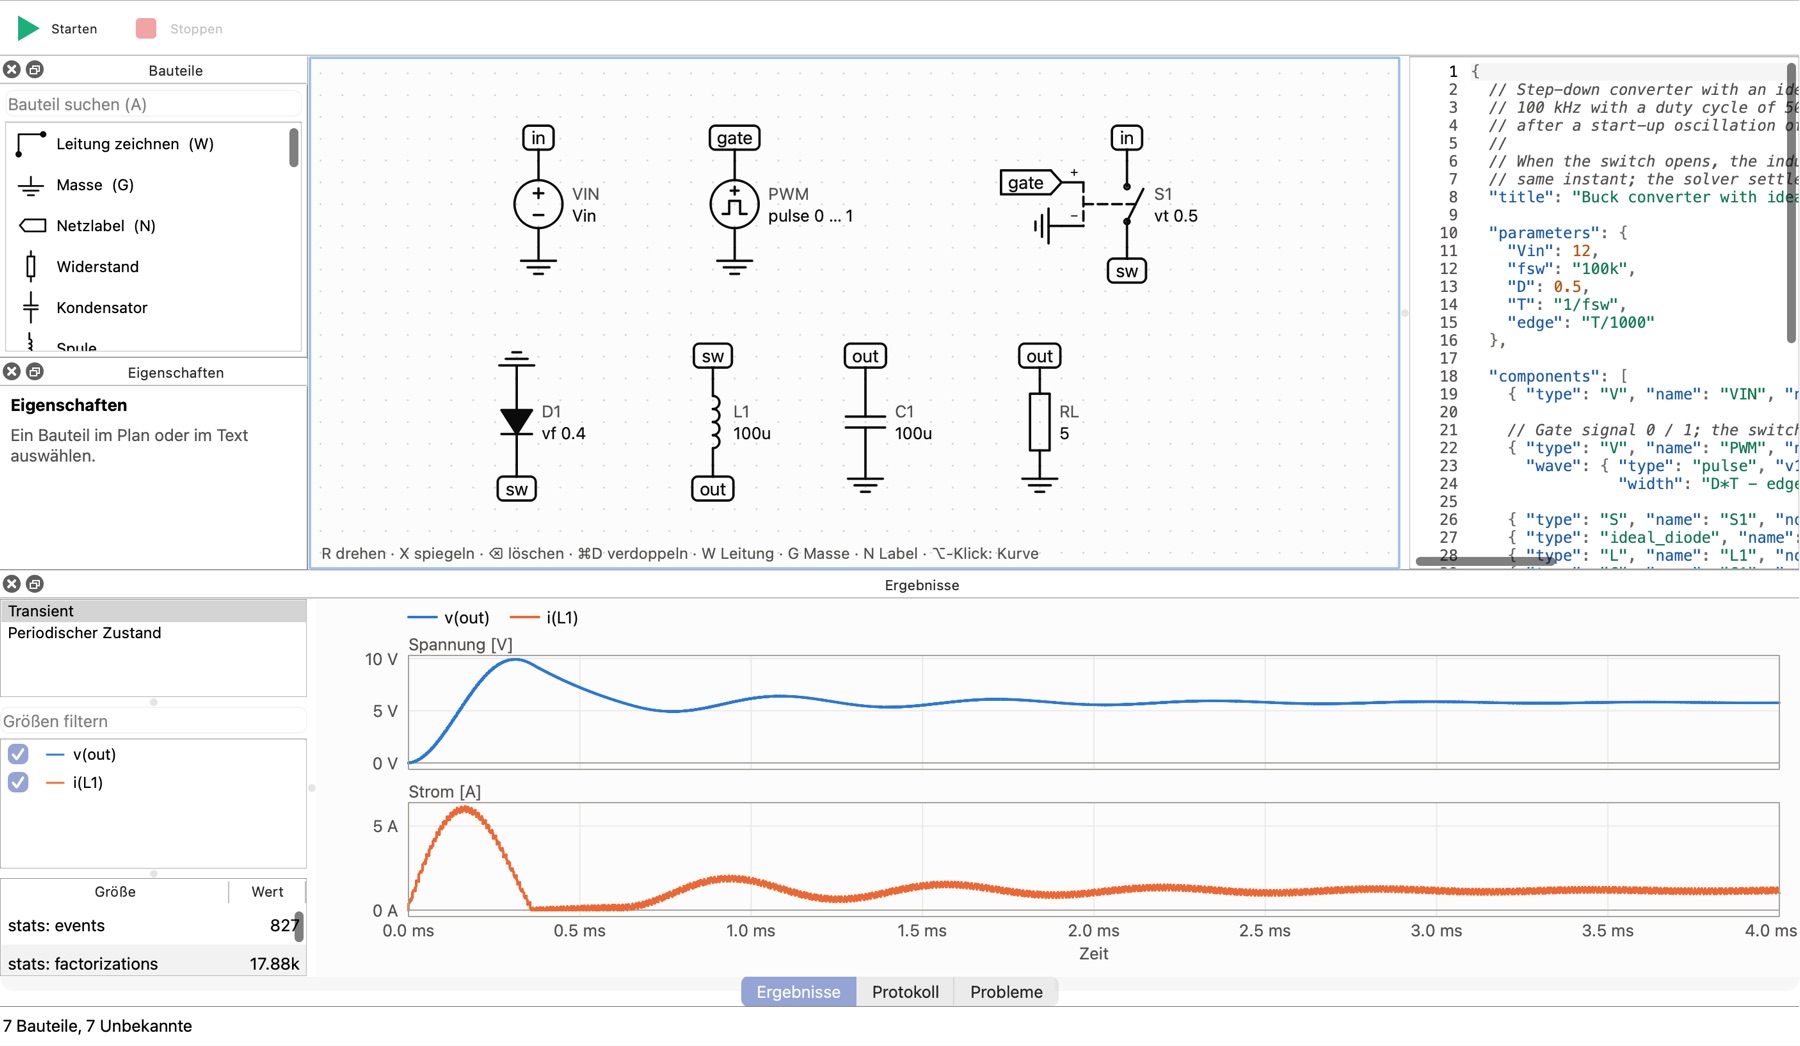 Starten
Stoppen
Bauteile
Bauteil suchen (A)
Leitung zeichnen (W)
Masse (G)
Netzlabel (N)
Widerstand
Kondensator
Spule
Eigenschaften
Eigenschaften
Ein Bauteil im Plan oder im Text
auswählen.
in
gate
in
VIN
Vin
PWM
pulse 0 ... 1
gate
S1
vt 0.5
sw
sw
out
out
D1
vf 0.4
L1
100u
C1
100u
RL
5
sw
out
R drehen · X spiegeln · ⌫ löschen · ⌘D verdoppeln · W Leitung · G Masse · N Label · ⌥-Klick: Kurve
1 {
2 // Step-down converter with an
3 // 100 kHz with a duty cycle of
4 // after a start-up oscillation
5 //
6 // When the switch opens, the
7 // same instant; the solver
8 "title": "Buck converter with
9
10 "parameters": {
11 "Vin": 12,
12 "fsw": "100k",
13 "D": 0.5,
14 "T": "1/fsw",
15 "edge": "T/1000"
16 },
17
18 "components": [
19 { "type": "V", "name": "VIN",
20
21 // Gate signal 0 / 1; the switch
22 { "type": "V", "name": "PWM",
23 "wave": { "type": "pulse",
24 "width": "D*T - edge
25
26 { "type": "S", "name": "S1",
27 { "type": "ideal_diode", "name":
28 { "type": "L", "name": "L1",
Ergebnisse
Transient
Periodischer Zustand
Größen filtern
v(out)
i(L1)
Größe Wert
stats: events 827
stats: factorizations 17.88k
v(out) i(L1)
Spannung [V]
10 V
5 V
0 V
Strom [A]
5 A
0 A
0.0 ms 0.5 ms 1.0 ms 1.5 ms 2.0 ms 2.5 ms 3.0 ms 3.5 ms 4.0 ms
Zeit
Ergebnisse Protokoll Probleme
7 Bauteile, 7 Unbekannte